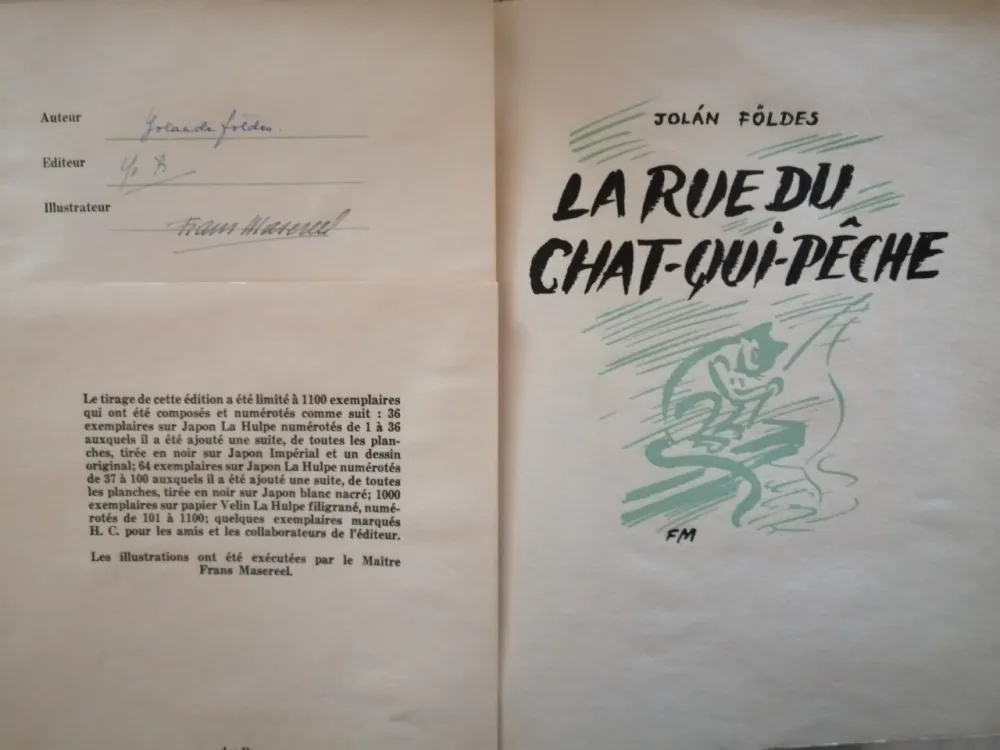 Auteur
Jolande földes.
Editeur
Illustrateur
Frans Masereel
Le tirage de cette édition a été limité à 1100 exemplaires
qui ont été composés et numérotés comme suit : 36
exemplaires sur Japon La Hulpe numérotés de 1 à 36
auxquels il a été ajouté une suite, de toutes les plan-
ches, tirée en noir sur Japon Impérial et un dessin
original; 64 exemplaires sur Japon La Hulpe numérotés
de 37 à 100 auxquels il a été ajouté une suite, de toutes
les planches, tirée en noir sur Japon blanc nacré; 1000
exemplaires sur papier Velin La Hulpe filigrané, numé-
rotés de 101 à 1100; quelques exemplaires marqués
H. C. pour les amis et les collaborateurs de l'éditeur.
Les illustrations ont été exécutées par le Maître
Frans Masereel.
JOLÁN FÔLDES
LA RUE DU
CHAT-QUI-PÊCHE
FM